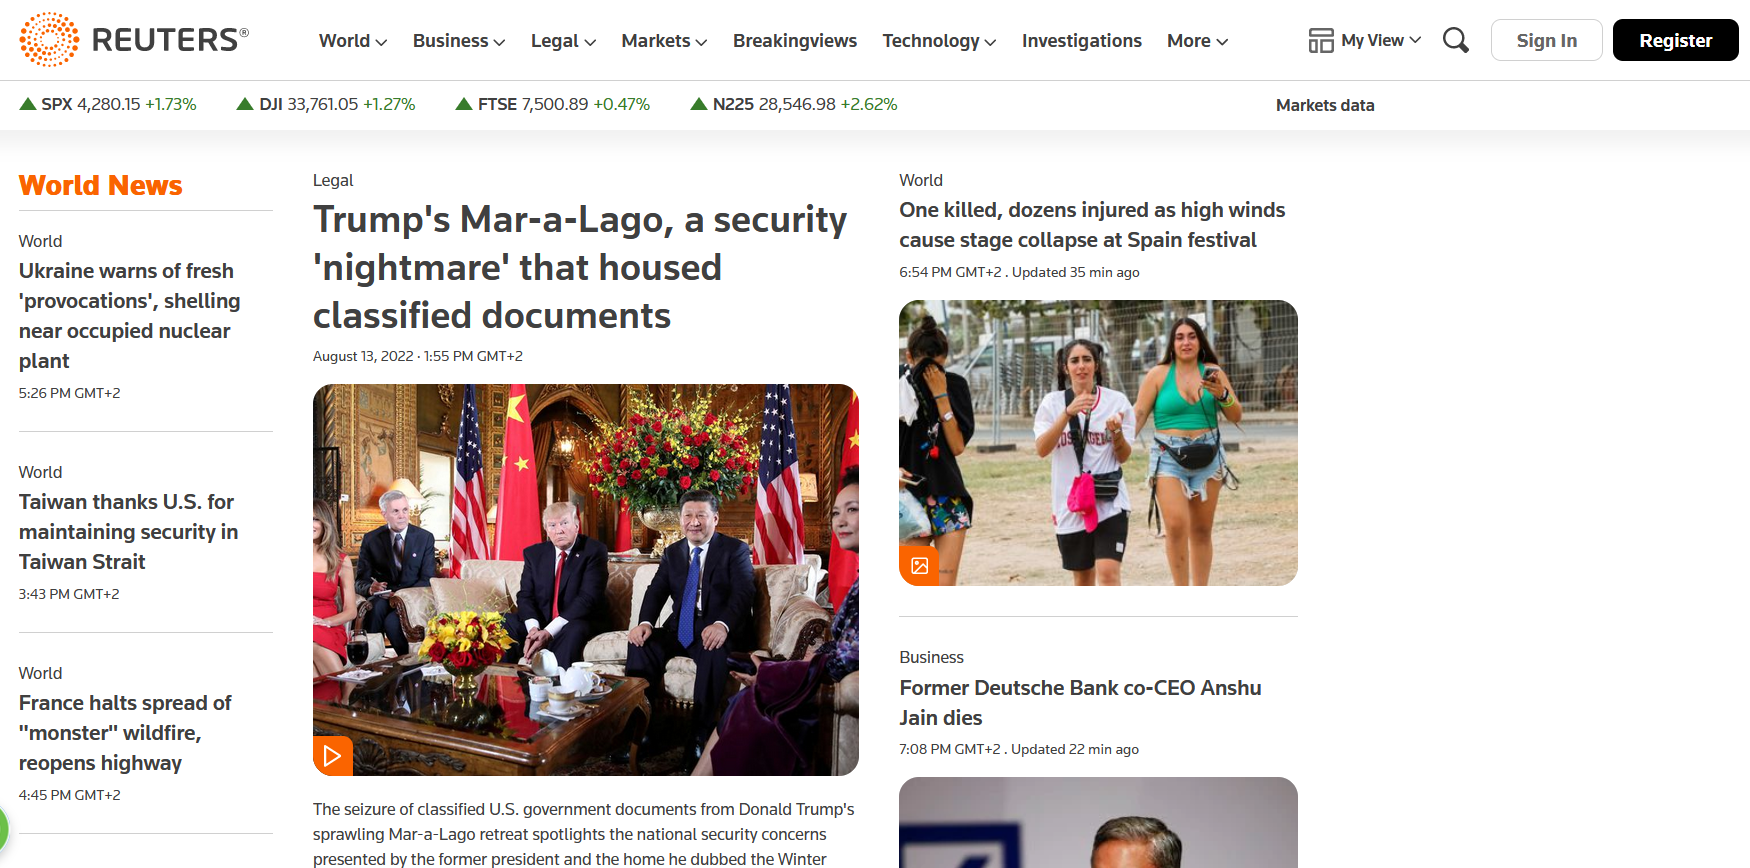 REUTERS®
World
Business
Legal
Markets
Breakingviews
Technology
Investigations
More
My View
Sign In
Register
SPX 4,280.15 +1.73%
DJI 33,761.05 +1.27%
FTSE 7,500.89 +0.47%
N225 28,546.98 +2.62%
Markets data
World News
World
Ukraine warns of fresh
'provocations', shelling
near occupied nuclear
plant
5:26 PM GMT+2
World
Taiwan thanks U.S. for
maintaining security in
Taiwan Strait
3:43 PM GMT+2
World
France halts spread of
"monster" wildfire,
reopens highway
4:45 PM GMT+2
Legal
Trump's Mar-a-Lago, a security
'nightmare' that housed
classified documents
August 13, 2022 · 1:55 PM GMT+2
The seizure of classified U.S. government documents from Donald Trump's
sprawling Mar-a-Lago retreat spotlights the national security concerns
presented by the former president and the home he dubbed the Winter
World
One killed, dozens injured as high winds
cause stage collapse at Spain festival
6:54 PM GMT+2 . Updated 35 min ago
Business
Former Deutsche Bank co-CEO Anshu
Jain dies
7:08 PM GMT+2 . Updated 22 min ago